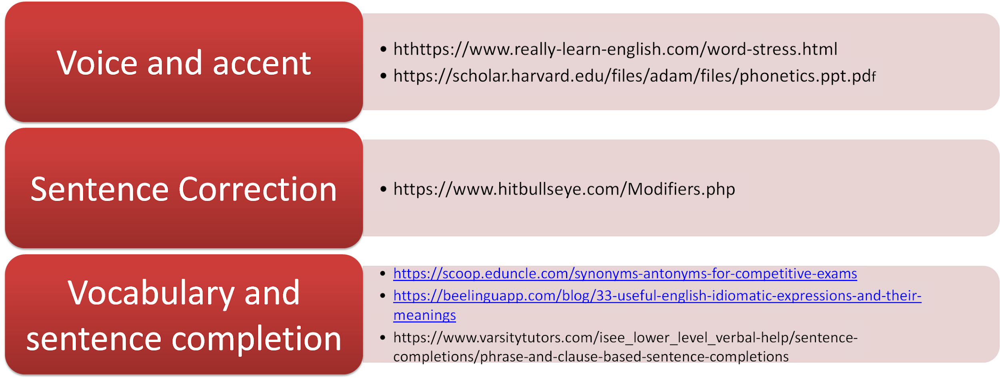 Voice and accent
• hthttps://www.really-learn-english.com/word-stress.html
• https://scholar.harvard.edu/files/adam/files/phonetics.ppt.pdf
Sentence Correction
• https://www.hitbullseye.com/Modifiers.php
Vocabulary and
sentence completion
• https://scoop.eduncle.com/synonyms-antonyms-for-competitive-exams
• https://beelinguapp.com/blog/33-useful-english-idiomatic-expressions-and-their-
meanings
• https://www.varsitytutors.com/isee_lower_level_verbal-help/sentence-
completions/phrase-and-clause-based-sentence-completions